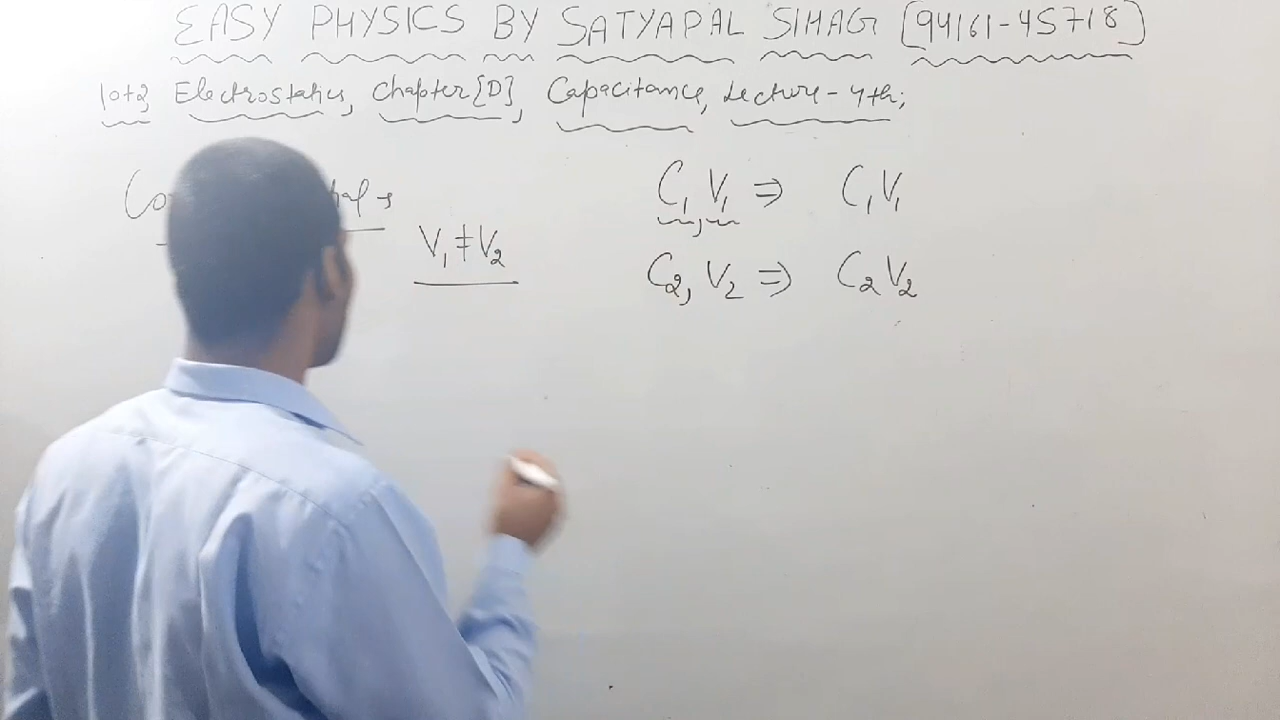 EASY PHYSICS BY SATYAPAL SIHAG [94161-45718]
10+2, Electrostatics, Chapter [D], Capacitance, Lecture - 4th;
C₁, V₁ ⇒ C₁V₁
V₁ ≠ V₂
C₂, V₂ ⇒ C₂V₂